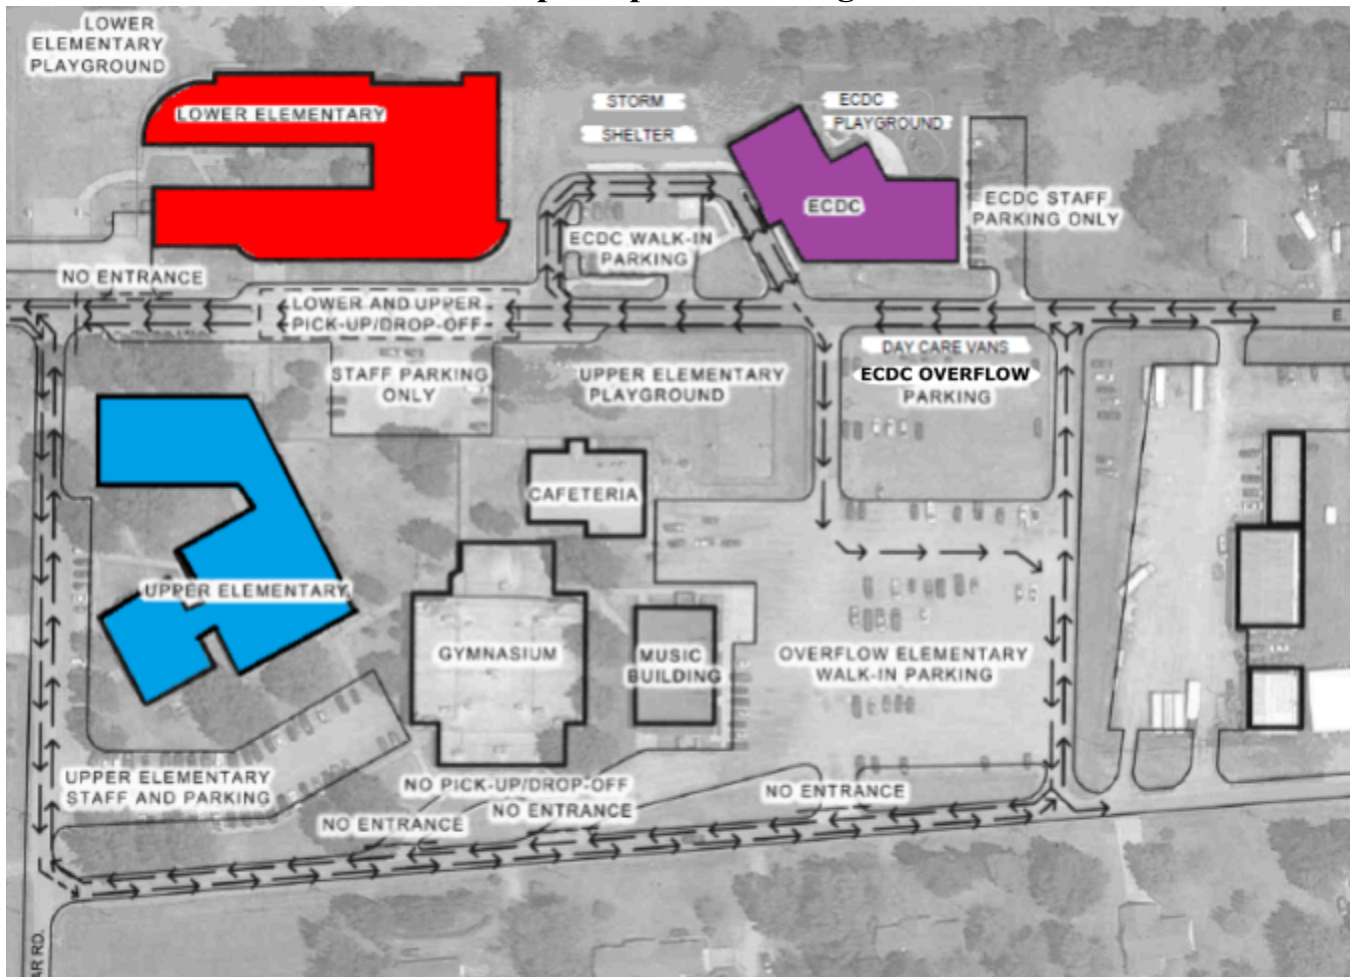 LOWER
ELEMENTARY
PLAYGROUND
LOWER ELEMENTARY
STORM
SHELTER
ECDC
PLAYGROUND
ECDC
ECDC STAFF
PARKING ONLY
ECDC WALK-IN
PARKING
NO ENTRANCE
LOWER AND UPPER
PICK-UP/DROP-OFF
E.
STAFF PARKING
ONLY
UPPER ELEMENTARY
PLAYGROUND
DAY CARE VANS
ECDC OVERFLOW
PARKING
CAFETERIA
UPPER ELEMENTARY
GYMNASIUM
MUSIC
BUILDING
OVERFLOW ELEMENTARY
WALK-IN PARKING
UPPER ELEMENTARY
STAFF AND PARKING
NO PICK-UP/DROP-OFF
NO ENTRANCE
NO ENTRANCE
NO ENTRANCE
AR RD.